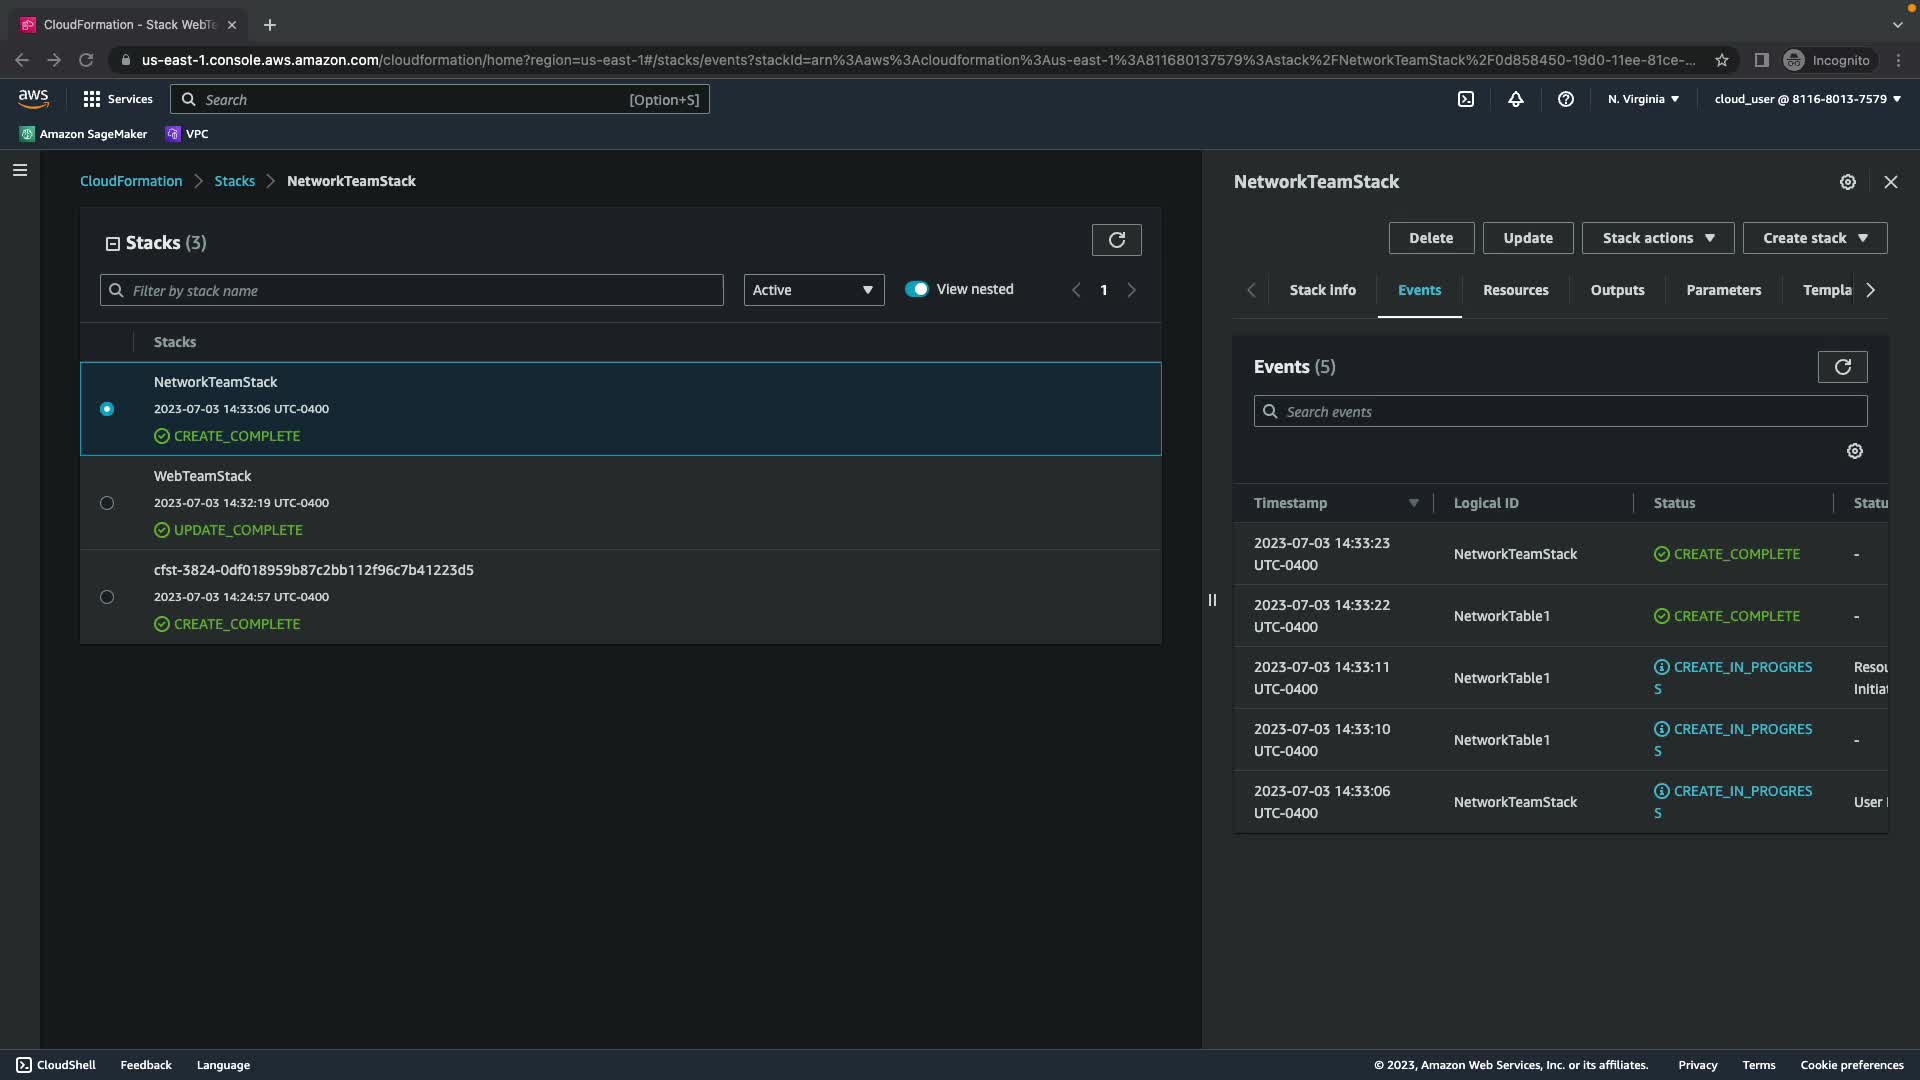 CloudFormation - Stack WebTe
us-east-1.console.aws.amazon.com/cloudformation/home?region=us-east-1#/stacks/events?stackId=arn%3Aaws%3Acloudformation%3Aus-east-1%3A811680137579%3Astack%2FNetworkTeamStack%2F0d858450-19d0-11ee-81ce-...
Incognito
aws
Services
Search
[Option+S]
N. Virginia
cloud_user @ 8116-8013-7579
Amazon SageMaker
VPC
CloudFormation
Stacks
NetworkTeamStack
Stacks (3)
Filter by stack name
Active
View nested
1
Stacks
NetworkTeamStack
2023-07-03 14:33:06 UTC-0400
CREATE_COMPLETE
WebTeamStack
2023-07-03 14:32:19 UTC-0400
UPDATE_COMPLETE
cfst-3824-0df018959b87c2bb112f96c7b41223d5
2023-07-03 14:24:57 UTC-0400
CREATE_COMPLETE
NetworkTeamStack
Delete
Update
Stack actions
Create stack
Stack info
Events
Resources
Outputs
Parameters
Templa
Events (5)
Search events
Timestamp
Logical ID
Status
Statu
2023-07-03 14:33:23
UTC-0400
NetworkTeamStack
CREATE_COMPLETE
-
2023-07-03 14:33:22
UTC-0400
NetworkTable1
CREATE_COMPLETE
-
2023-07-03 14:33:11
UTC-0400
NetworkTable1
CREATE_IN_PROGRES
S
Resou
Initiat
2023-07-03 14:33:10
UTC-0400
NetworkTable1
CREATE_IN_PROGRES
S
-
2023-07-03 14:33:06
UTC-0400
NetworkTeamStack
CREATE_IN_PROGRES
S
User
CloudShell
Feedback
Language
© 2023, Amazon Web Services, Inc. or its affiliates.
Privacy
Terms
Cookie preferences